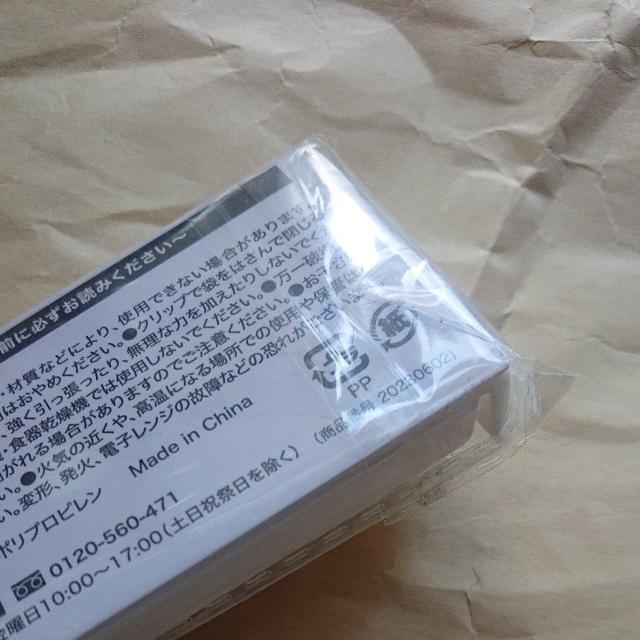 前に必ずお読みください〜
材質などにより、使用できない場合があります
はおやめください。●クリップで袋をはさんで閉じ
強く引っ張ったり、無理な力を加えたりしないで
食器乾燥機では使用しないでください。●万一破
れる場合がありますのでご注意ください。●お
●火気の近くや、高温になる場所での使用や保管
い。変形、発火、電子レンジの故障などの恐れが
ポリプロピレン Made in China
PP
0120-560-471
金曜日10:00〜17:00(土日祝祭日を除く)